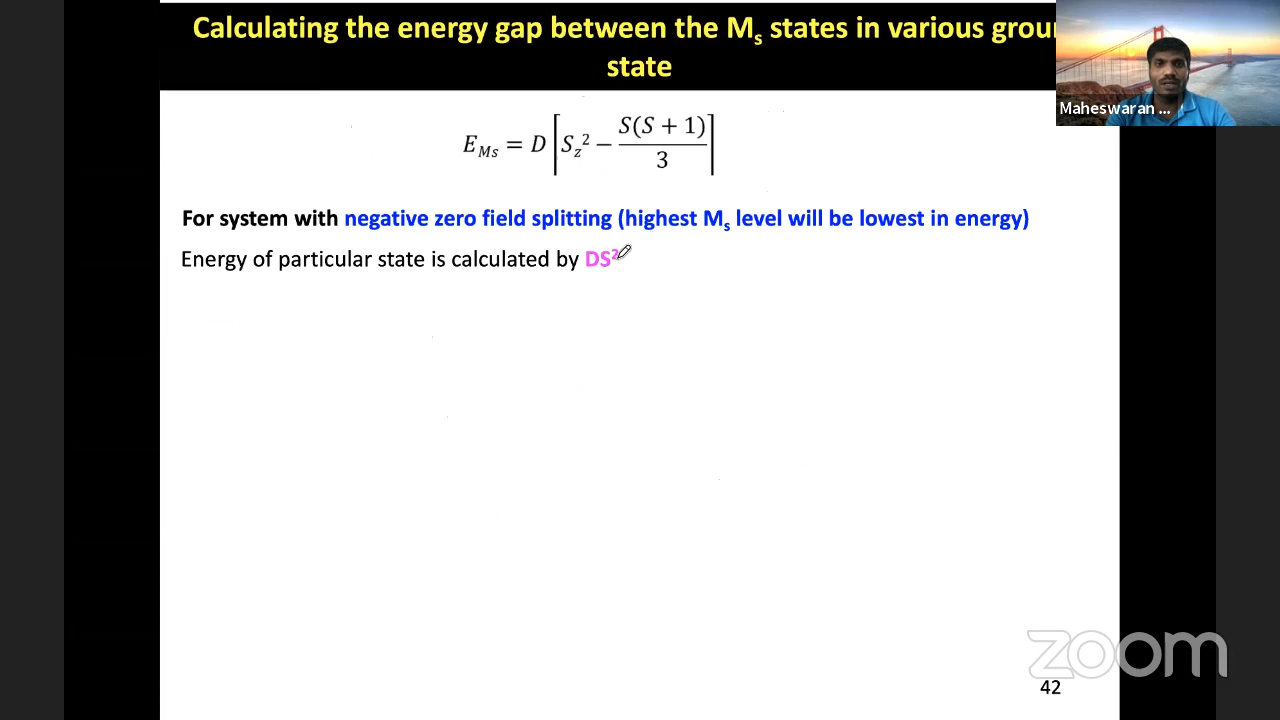 Calculating the energy gap between the Ms states in various groun
state
Maheswaran ...
E_Ms = D [S_z² − S(S + 1)/3]
For system with negative zero field splitting (highest Ms level will be lowest in energy)
Energy of particular state is calculated by DS²
zoom
42